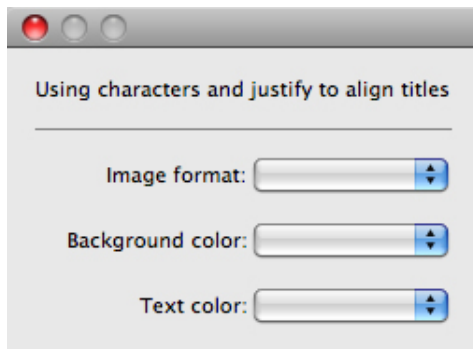 Using characters and justify to align titles
Image format:
Background color:
Text color: